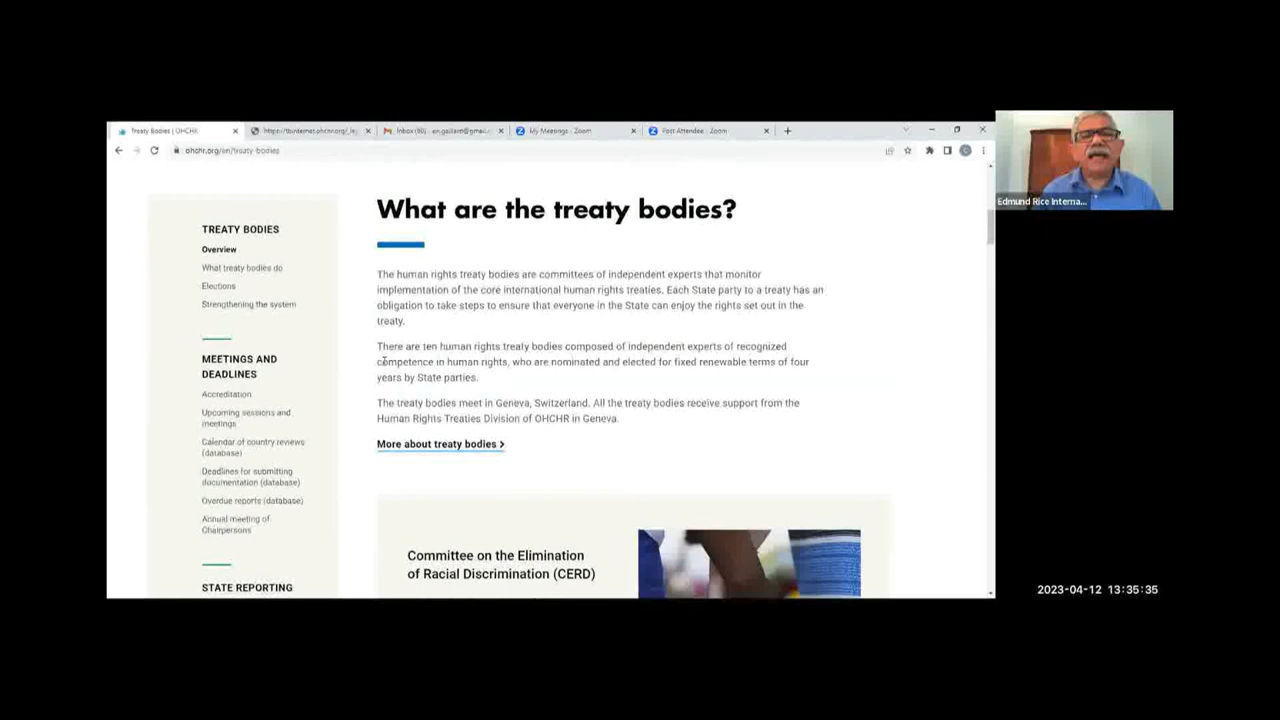 Treaty Bodies | OHCHR
My Meetings - Zoom
Post Attendee - Zoom
ohchr.org/en/treaty-bodies
Edmund Rice Interna...
TREATY BODIES
Overview
What treaty bodies do
Elections
Strengthening the system
MEETINGS AND
DEADLINES
Accreditation
Upcoming sessions and
meetings
Calendar of country reviews
(database)
Deadlines for submitting
documentation (database)
Overdue reports (database)
Annual meeting of
Chairpersons
STATE REPORTING
What are the treaty bodies?
The human rights treaty bodies are committees of independent experts that monitor
implementation of the core international human rights treaties. Each State party to a treaty has an
obligation to take steps to ensure that everyone in the State can enjoy the rights set out in the
treaty.
There are ten human rights treaty bodies composed of independent experts of recognized
competence in human rights, who are nominated and elected for fixed renewable terms of four
years by State parties.
The treaty bodies meet in Geneva, Switzerland. All the treaty bodies receive support from the
Human Rights Treaties Division of OHCHR in Geneva.
More about treaty bodies >
Committee on the Elimination
of Racial Discrimination (CERD)
2023-04-12 13:35:35